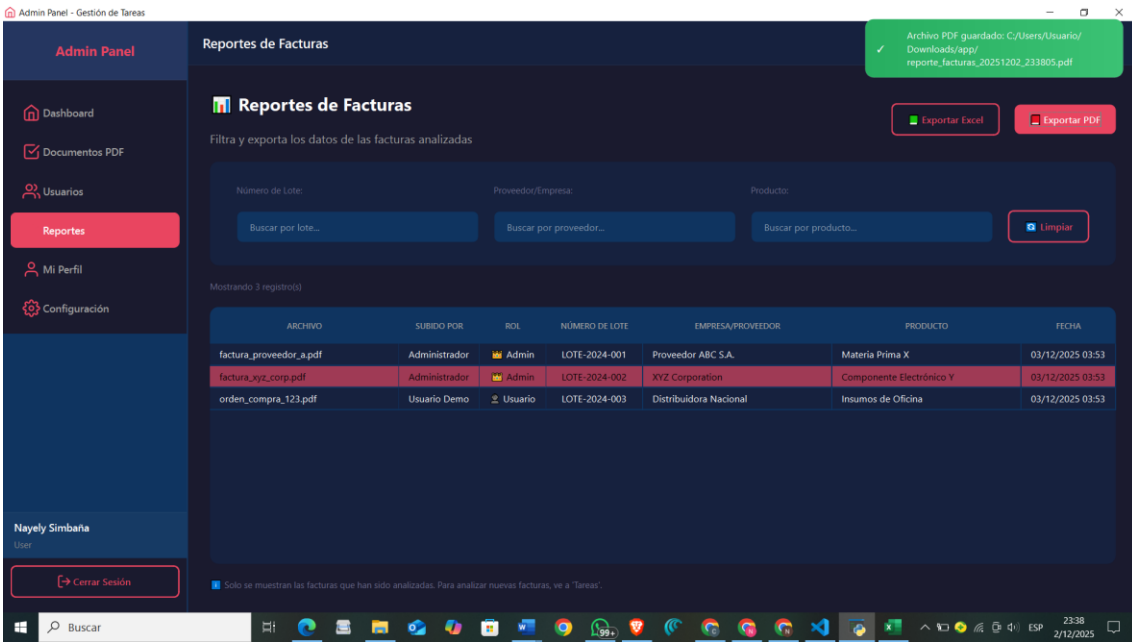 Admin Panel - Gestión de Tareas
Admin Panel
Reportes de Facturas
Archivo PDF guardado: C:/Users/Usuario/
Downloads/app/
reporte_facturas_20251202_233805.pdf
Dashboard
Documentos PDF
Usuarios
Reportes
Mi Perfil
Configuración
Reportes de Facturas
Filtra y exporta los datos de las facturas analizadas
Exportar Excel
Exportar PDF
Número de Lote:
Proveedor/Empresa:
Producto:
Buscar por lote...
Buscar por proveedor...
Buscar por producto...
Limpiar
Mostrando 3 registro(s)
ARCHIVO SUBIDO POR ROL NÚMERO DE LOTE EMPRESA/PROVEEDOR PRODUCTO FECHA
factura_proveedor_a.pdf Administrador Admin LOTE-2024-001 Proveedor ABC S.A. Materia Prima X 03/12/2025 03:53
factura_xyz_corp.pdf Administrador Admin LOTE-2024-002 XYZ Corporation Componente Electrónico Y 03/12/2025 03:53
orden_compra_123.pdf Usuario Demo Usuario LOTE-2024-003 Distribuidora Nacional Insumos de Oficina 03/12/2025 03:53
Solo se muestran las facturas que han sido analizadas. Para analizar nuevas facturas, ve a 'Tareas'.
Nayely Simbaña
User
Cerrar Sesión
Buscar
99+
ESP
23:38
2/12/2025